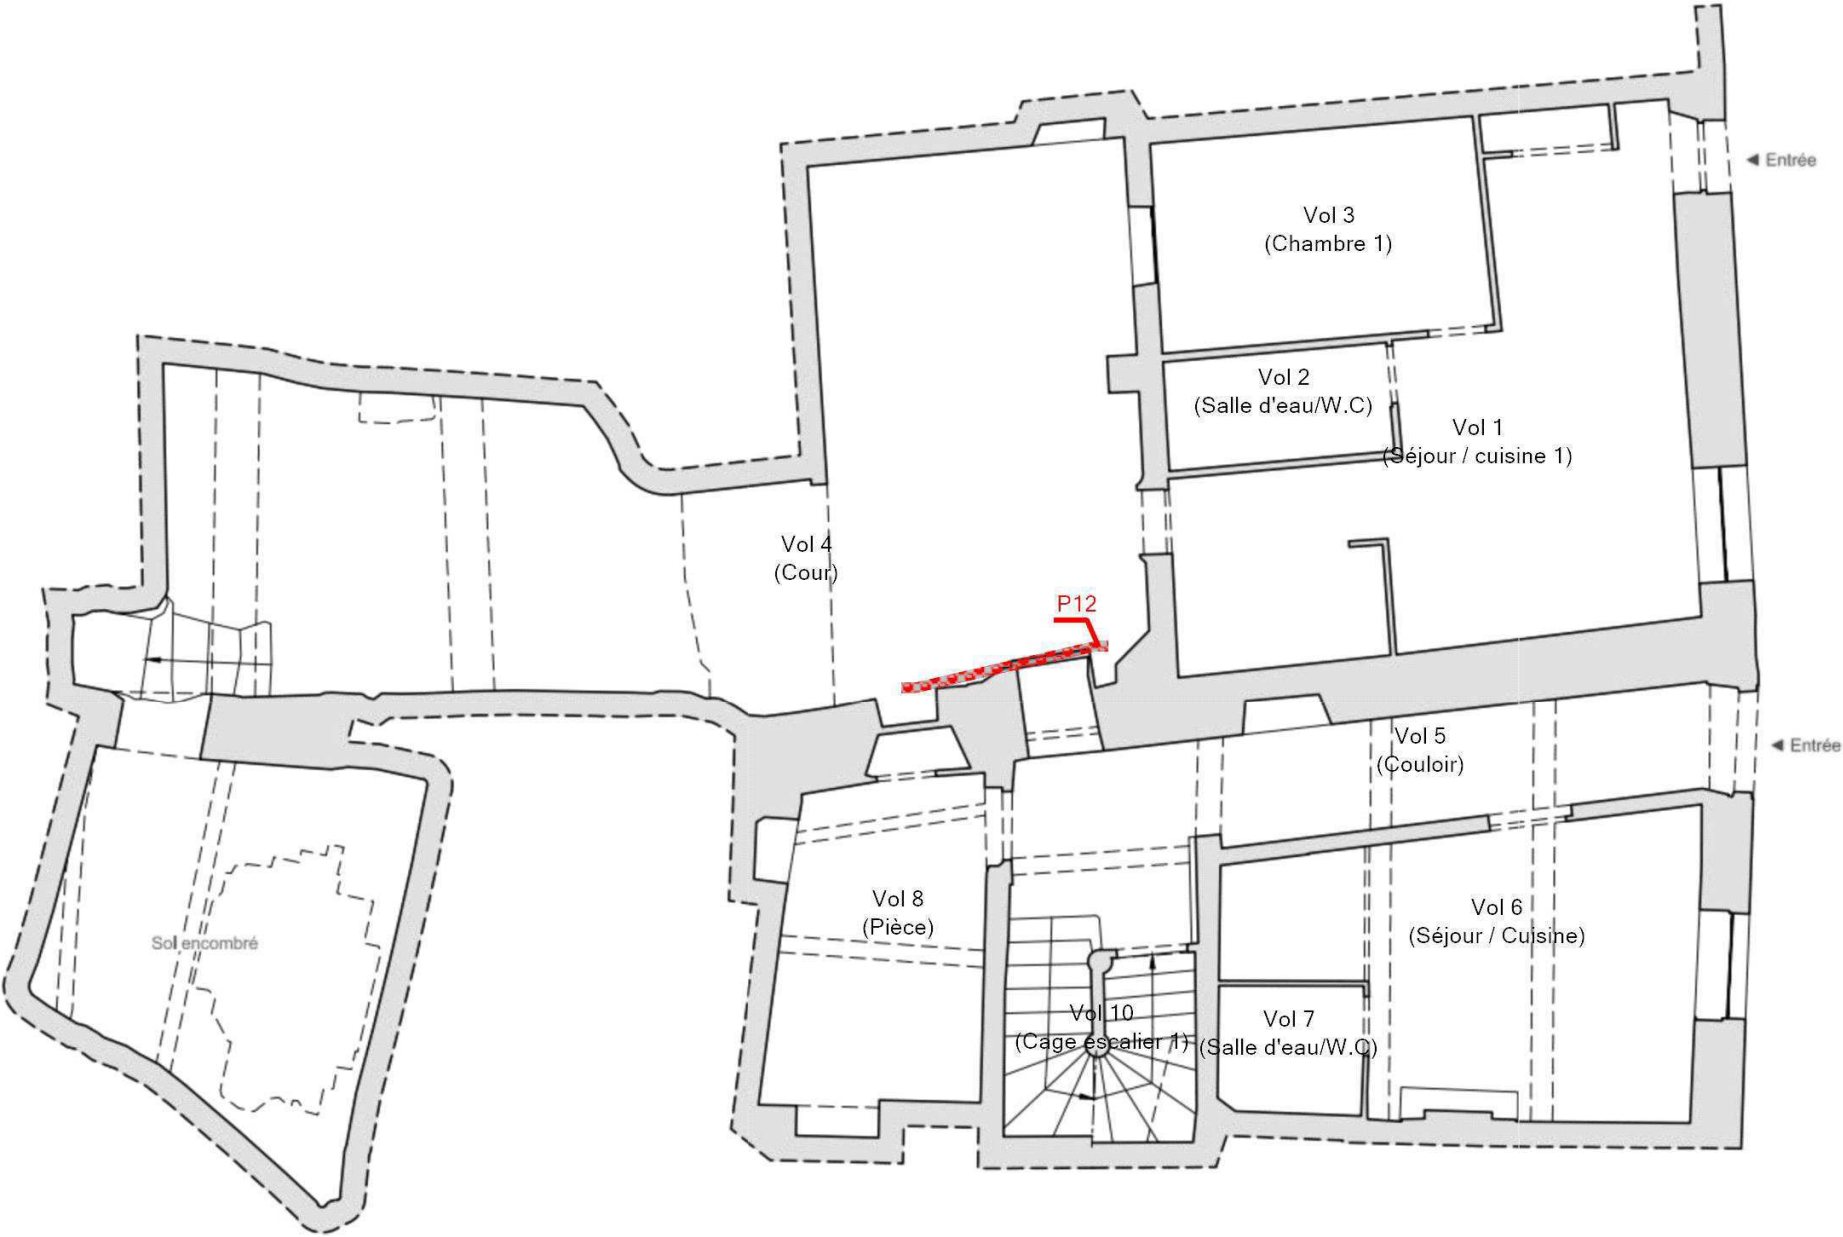 Entrée
Vol 3
(Chambre 1)
Vol 2
(Salle d'eau/W.C)
Vol 1
(Séjour / cuisine 1)
Vol 4
(Cour)
P12
Vol 5
(Couloir)
Entrée
Vol 8
(Pièce)
Vol 6
(Séjour / Cuisine)
Sol encombré
Vol 10
(Cage escalier 1)
Vol 7
(Salle d'eau/W.C)